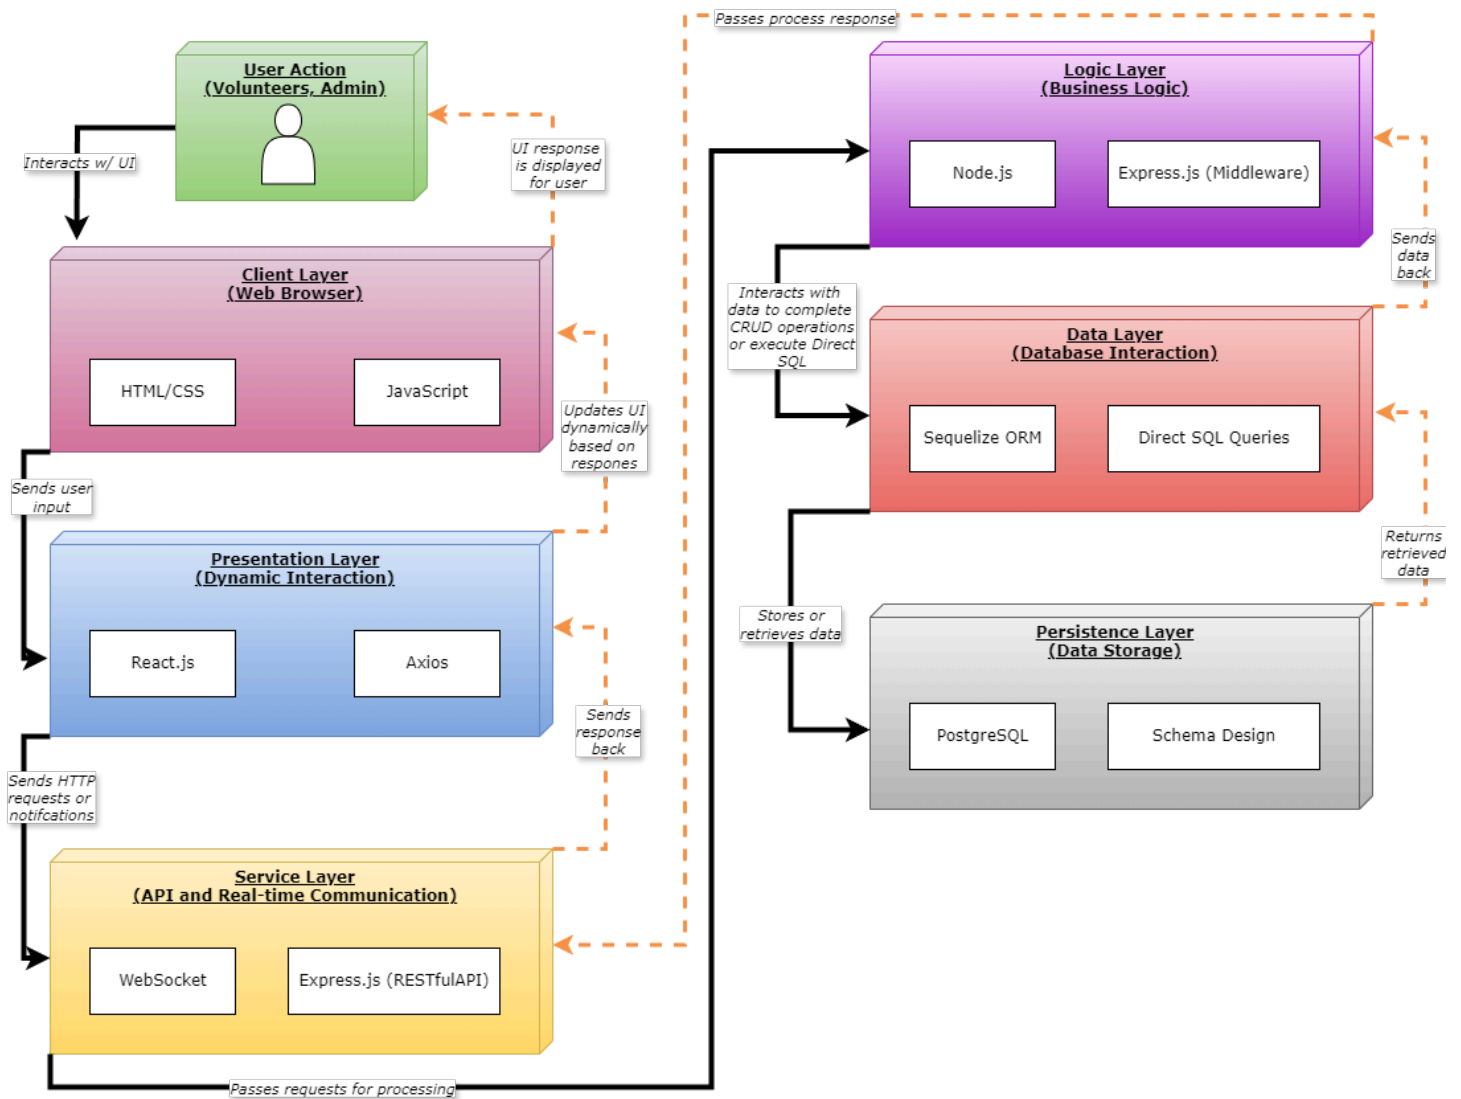 User Action
(Volunteers, Admin)
Interacts w/ UI
UI response
is displayed
for user
Client Layer
(Web Browser)
HTML/CSS
JavaScript
Sends user
input
Updates UI
dynamically
based on
respones
Presentation Layer
(Dynamic Interaction)
React.js
Axios
Sends HTTP
requests or
notifcations
Sends
response
back
Service Layer
(API and Real-time Communication)
WebSocket
Express.js (RESTfulAPI)
Passes requests for processing
Passes process response
Logic Layer
(Business Logic)
Node.js
Express.js (Middleware)
Interacts with
data to complete
CRUD operations
or execute Direct
SQL
Sends
data
back
Data Layer
(Database Interaction)
Sequelize ORM
Direct SQL Queries
Stores or
retrieves data
Returns
retrieved
data
Persistence Layer
(Data Storage)
PostgreSQL
Schema Design